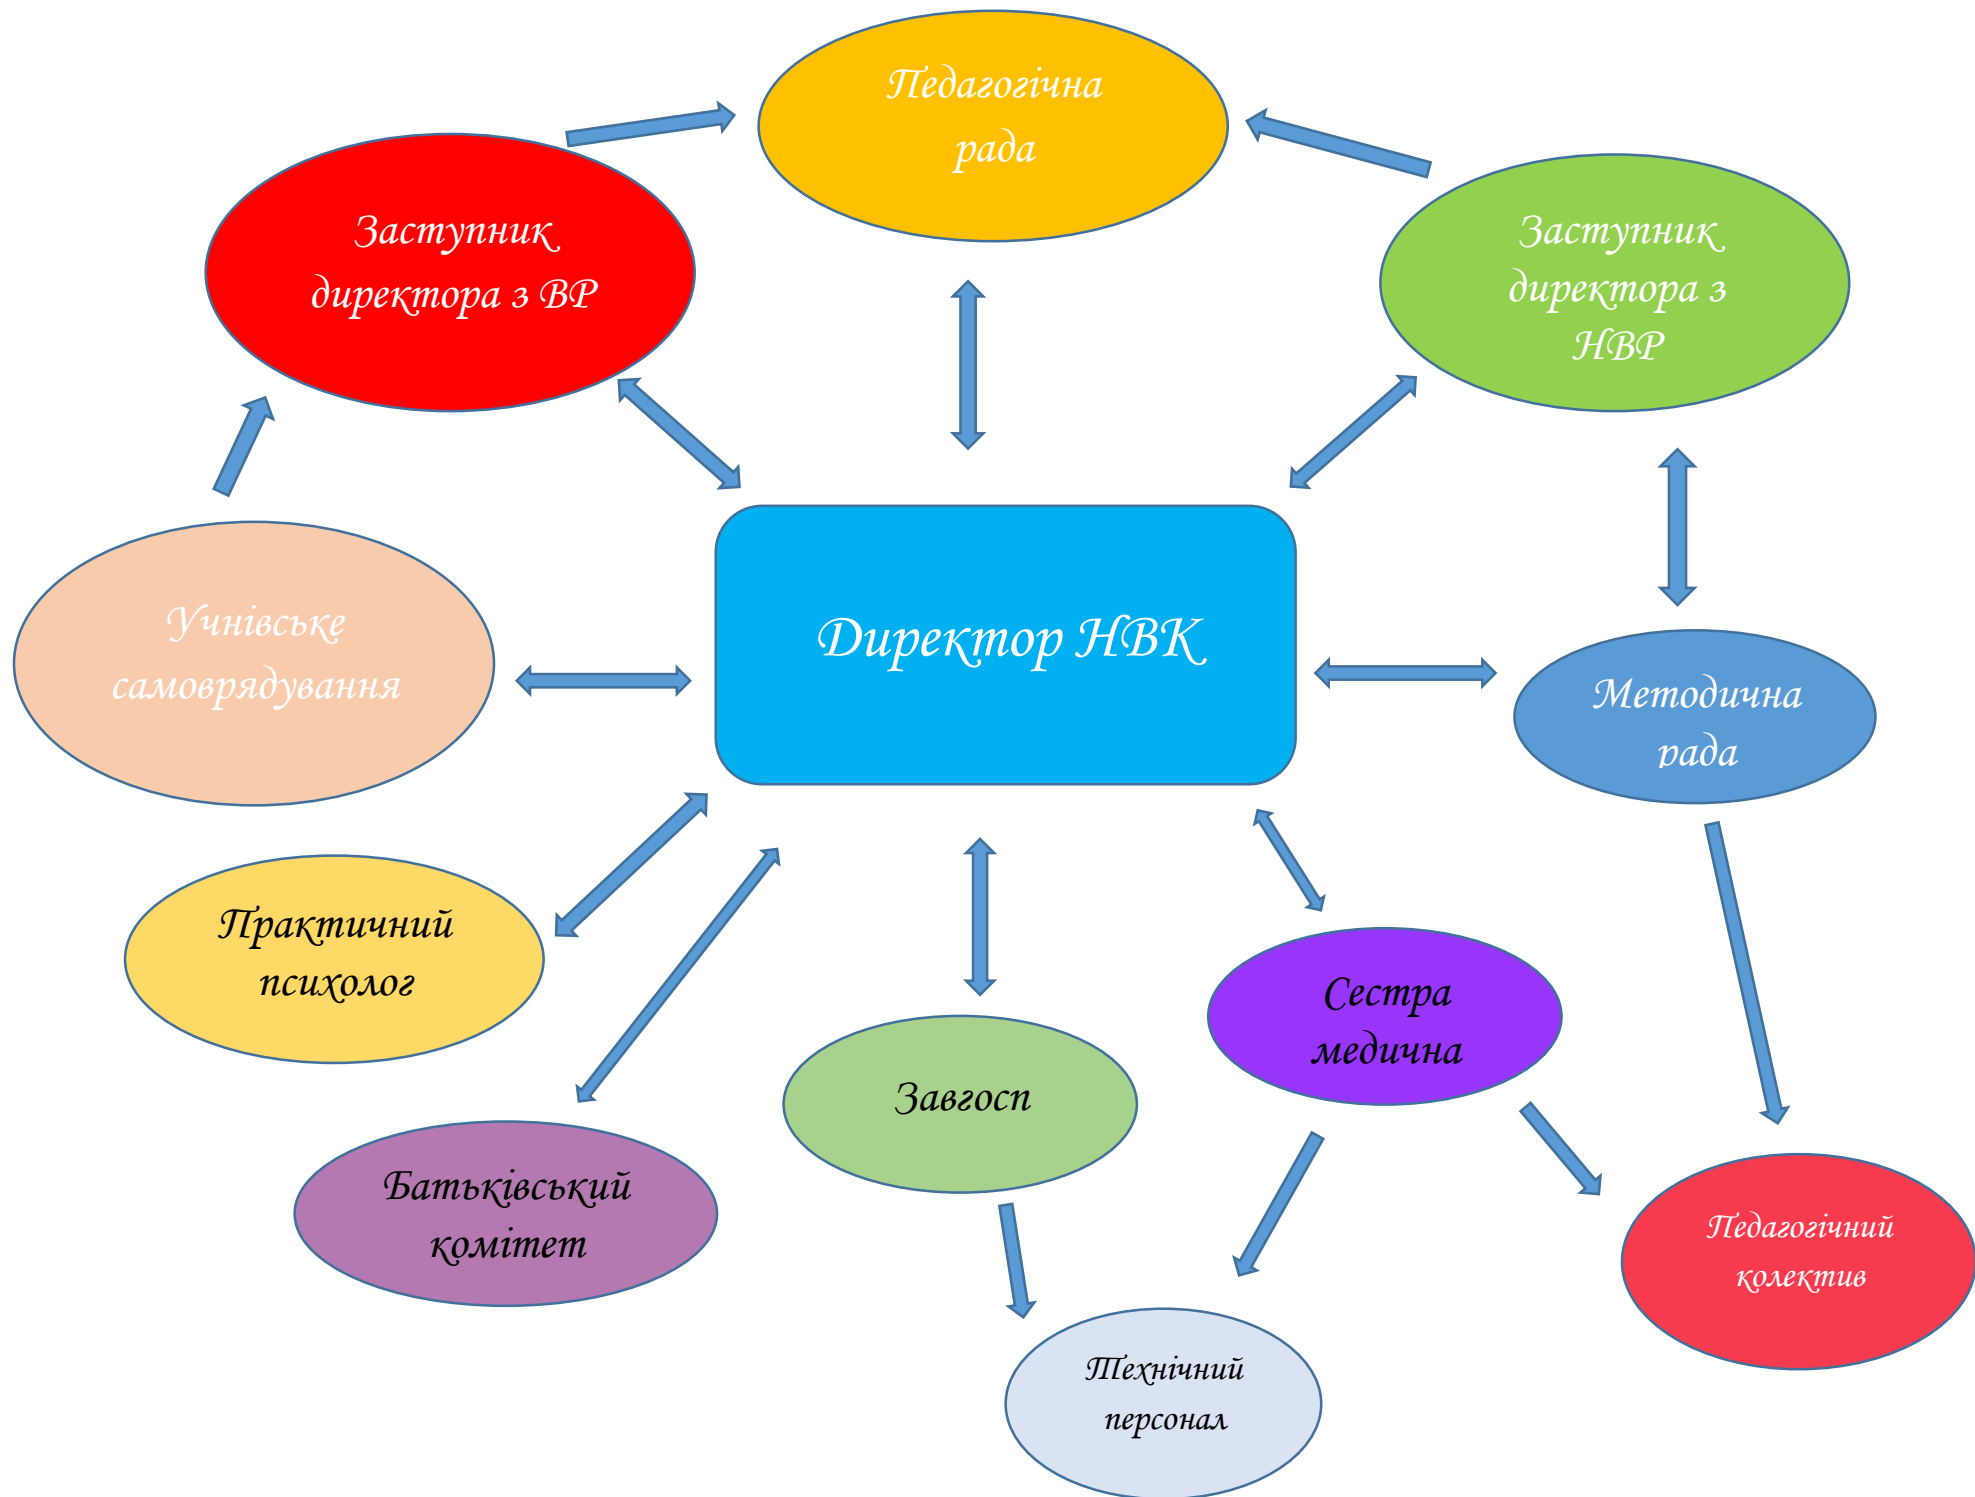 Педагогічна
рада
Заступник
директора з ВР
Заступник
директора з
НВР
Учнівське
самоврядування
Директор НВК
Методична
рада
Практичний
психолог
Сестра
медична
Завгосп
Батьківський
комітет
Педагогічний
колектив
Технічний
персонал